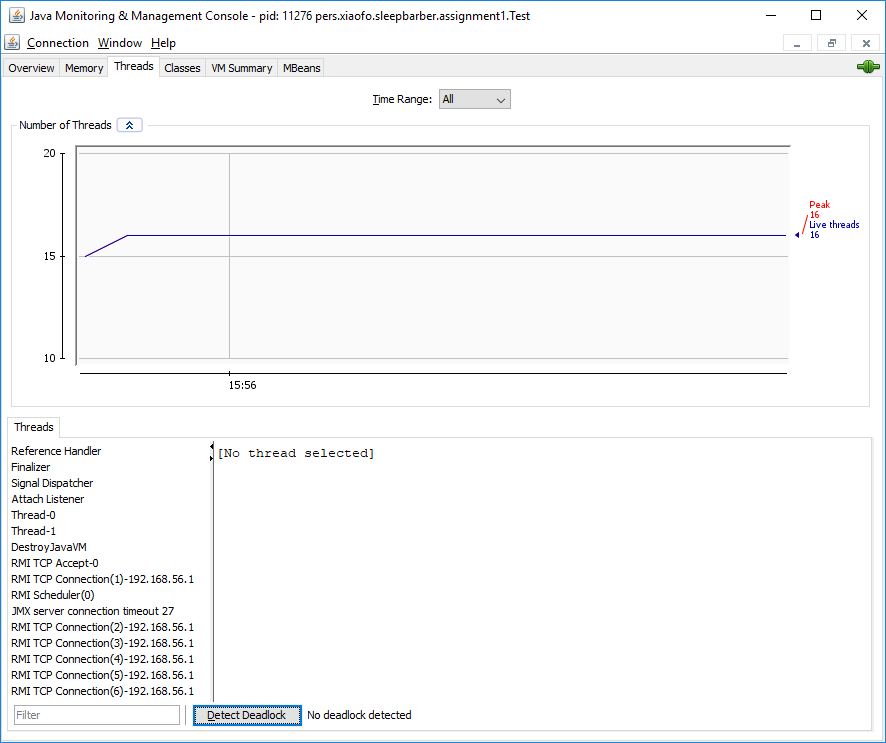 Java Monitoring & Management Console - pid: 11276 pers.xiaofo.sleepbarber.assignment1.Test
Connection Window Help
Overview Memory Threads Classes VM Summary MBeans
Time Range: All
Number of Threads
20
15
10
15:56
Peak
16
Live threads
16
Threads
Reference Handler
Finalizer
Signal Dispatcher
Attach Listener
Thread-0
Thread-1
DestroyJavaVM
RMI TCP Accept-0
RMI TCP Connection(1)-192.168.56.1
RMI Scheduler(0)
JMX server connection timeout 27
RMI TCP Connection(2)-192.168.56.1
RMI TCP Connection(3)-192.168.56.1
RMI TCP Connection(4)-192.168.56.1
RMI TCP Connection(5)-192.168.56.1
RMI TCP Connection(6)-192.168.56.1
[No thread selected]
Filter Detect Deadlock No deadlock detected